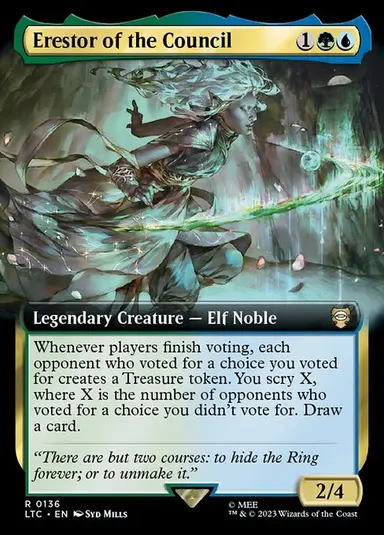 Erestor of the Council 1
Legendary Creature — Elf Noble
Whenever players finish voting, each
opponent who voted for a choice you voted
for creates a Treasure token. You scry X,
where X is the number of opponents who
voted for a choice you didn't vote for. Draw
a card.
"There are but two courses: to hide the Ring
forever; or to unmake it."
2/4
R 0136
LTC • EN Syd Mills
© MEE
™ & © 2023 Wizards of the Coast